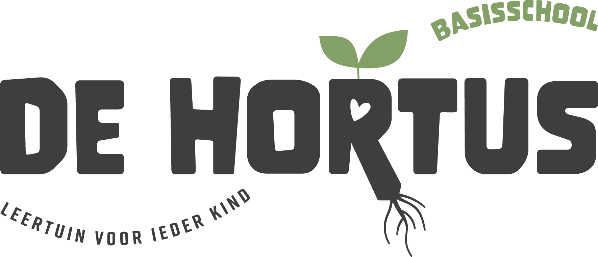 BASISSCHOOL
DE HORTUS
LEERTUIN VOOR IEDER KIND